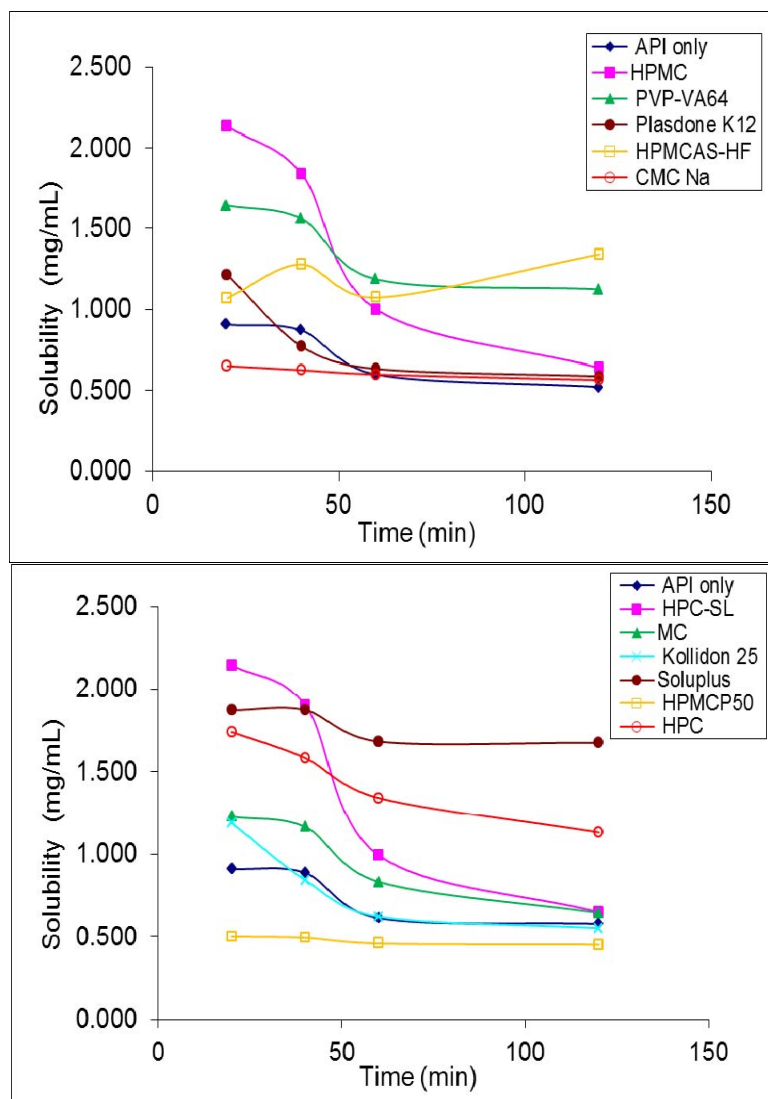 2.500
2.000
1.500
1.000
0.500
0.000
Solubility (mg/mL)
0
50
100
150
Time (min)
API only
HPMC
PVP-VA64
Plasdone K12
HPMCAS-HF
CMC Na
2.500
2.000
1.500
1.000
0.500
0.000
Solubility (mg/mL)
0
50
100
150
Time (min)
API only
HPC-SL
MC
Kollidon 25
Soluplus
HPMCP50
HPC